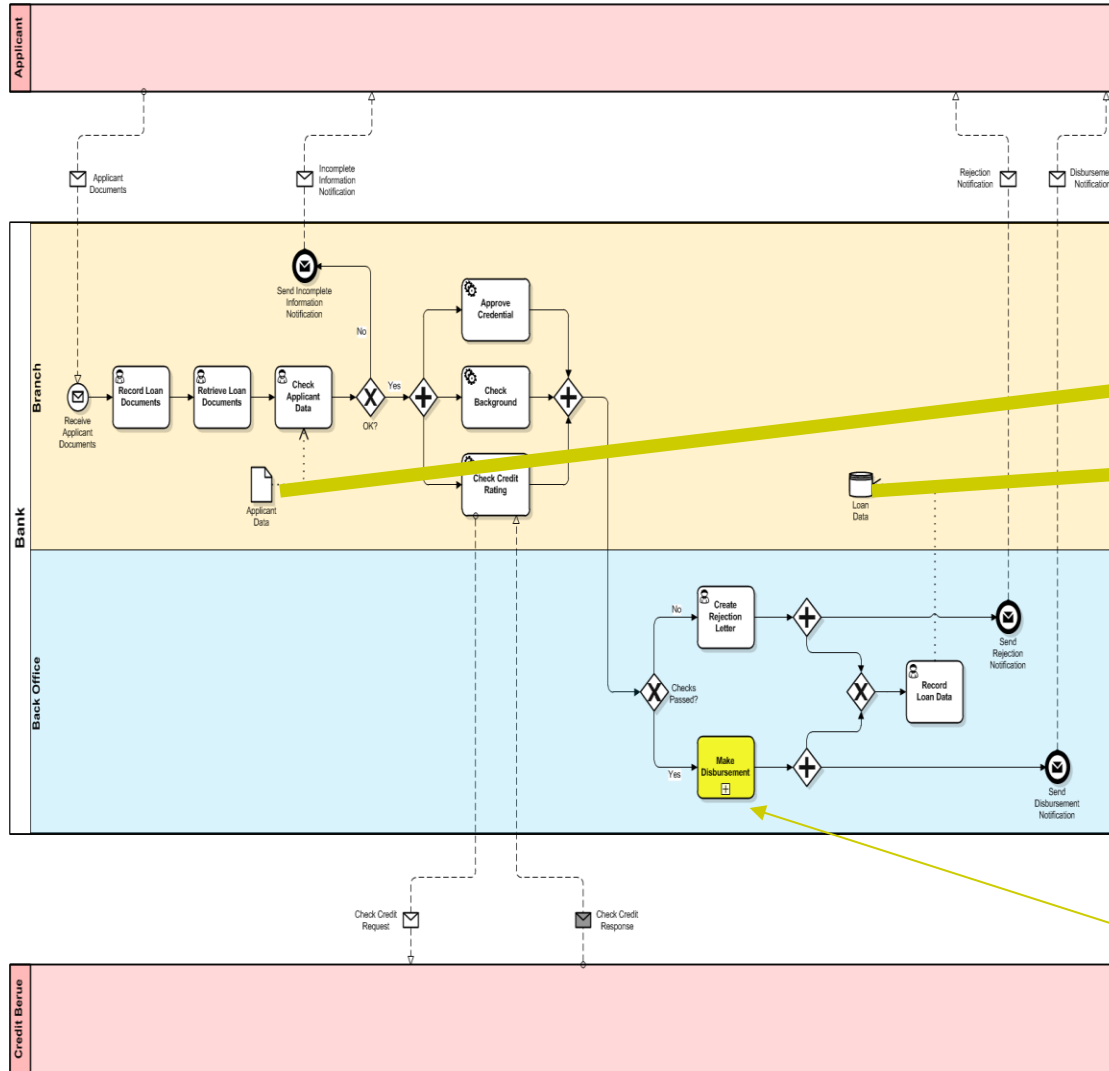 Applicant
Applicant
Documents
Incomplete
Information
Notification
Rejection
Notification
Disbursement
Notification
Bank
Branch
Send Incomplete
Information
Notification
No
Approve
Credential
Receive
Applicant
Documents
Record Loan
Documents
Retrieve Loan
Documents
Check
Applicant
Data
OK?
Yes
Check
Background
Check Credit
Rating
Applicant
Data
Loan
Data
Back Office
No
Create
Rejection
Letter
Send
Rejection
Notification
Checks
Passed?
Record
Loan Data
Yes
Make
Disbursement
Send
Disbursement
Notification
Check Credit
Request
Check Credit
Response
Credit Berue